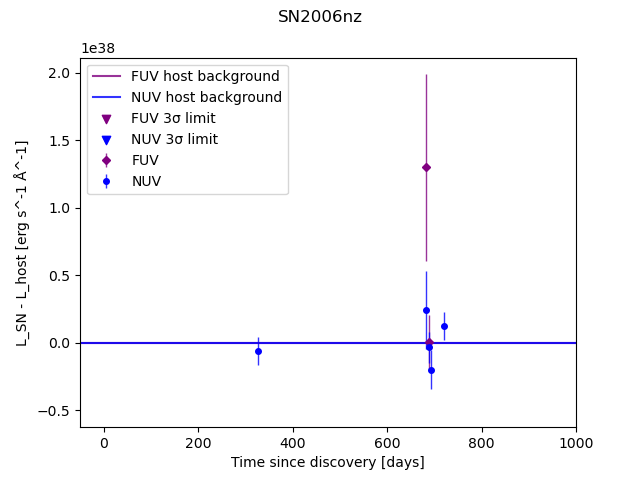 SN2006nz
1e38
2.0
1.5
1.0
0.5
0.0
−0.5
L_SN - L_host [erg s^-1 Å^-1]
FUV host background
NUV host background
FUV 3σ limit
NUV 3σ limit
FUV
NUV
0 200 400 600 800 1000
Time since discovery [days]